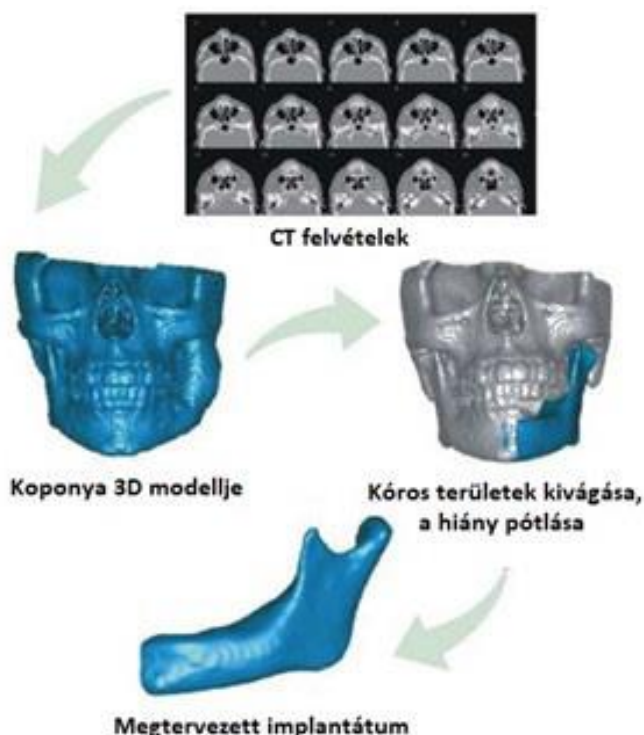 CT felvételek
Koponya 3D modellje
Kóros területek kivágása,
a hiány pótlása
Megtervezett implantátum